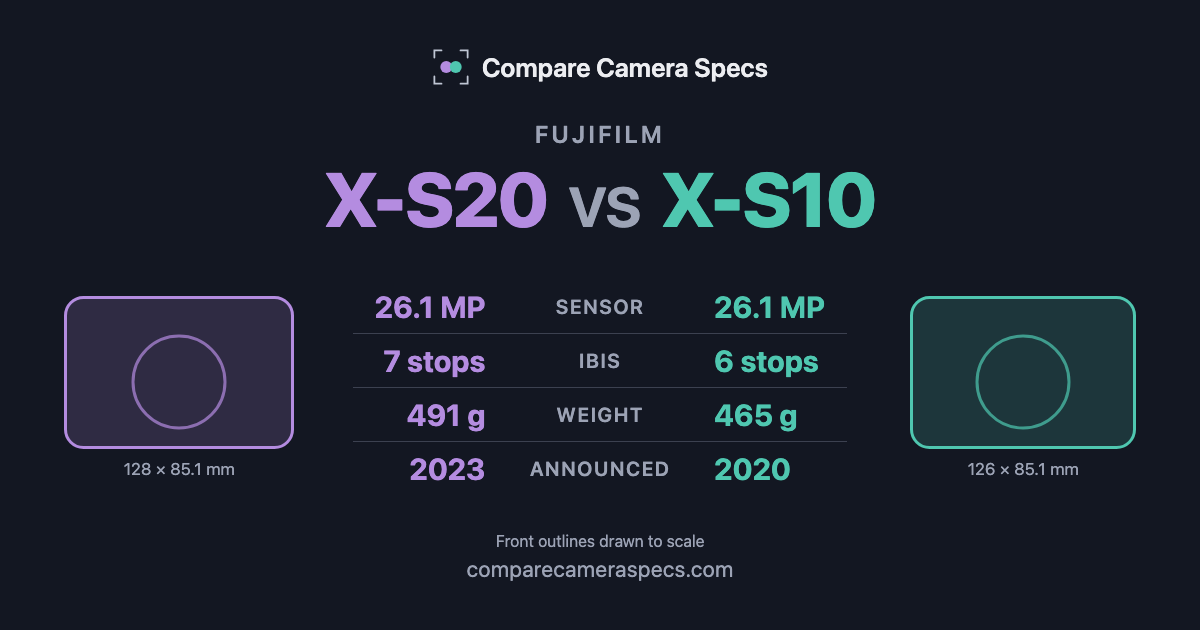 Compare Camera Specs
FUJIFILM
X-S20 vs X-S10
26.1 MP SENSOR 26.1 MP
7 stops IBIS 6 stops
491 g WEIGHT 465 g
2023 ANNOUNCED 2020
128 × 85.1 mm
126 × 85.1 mm
Front outlines drawn to scale
comparecameraspecs.com